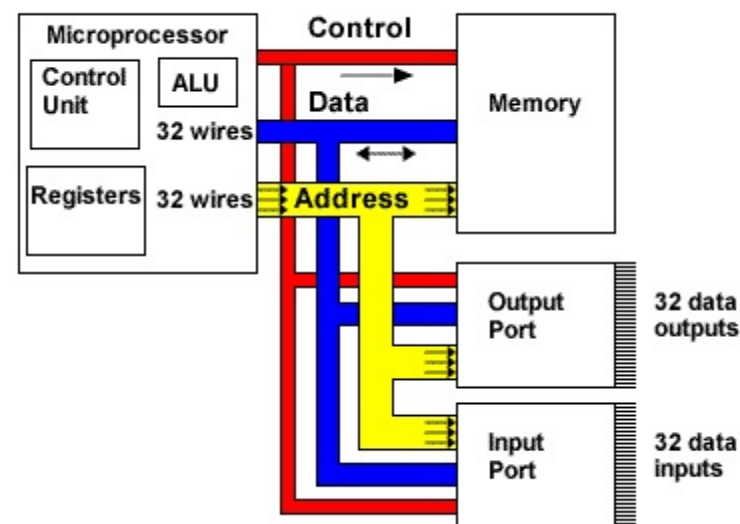 Microprocessor
Control
Unit
ALU
32 wires
Registers
32 wires
Control
Data
Address
Memory
Output
Port
32 data
outputs
Input
Port
32 data
inputs